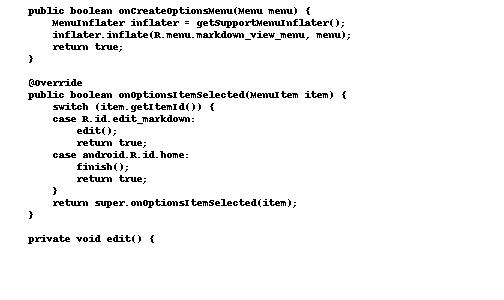 public boolean onCreateOptionsMenu(Menu menu) {
MenuInflater inflater = getSupportMenuInflater();
inflater.inflate(R.menu.markdown_view_menu, menu);
return true;
}
@Override
public boolean onOptionsItemSelected(MenuItem item) {
switch (item.getItemId()) {
case R.id.edit_markdown:
edit();
return true;
case android.R.id.home:
finish();
return true;
}
return super.onOptionsItemSelected(item);
}
private void edit() {